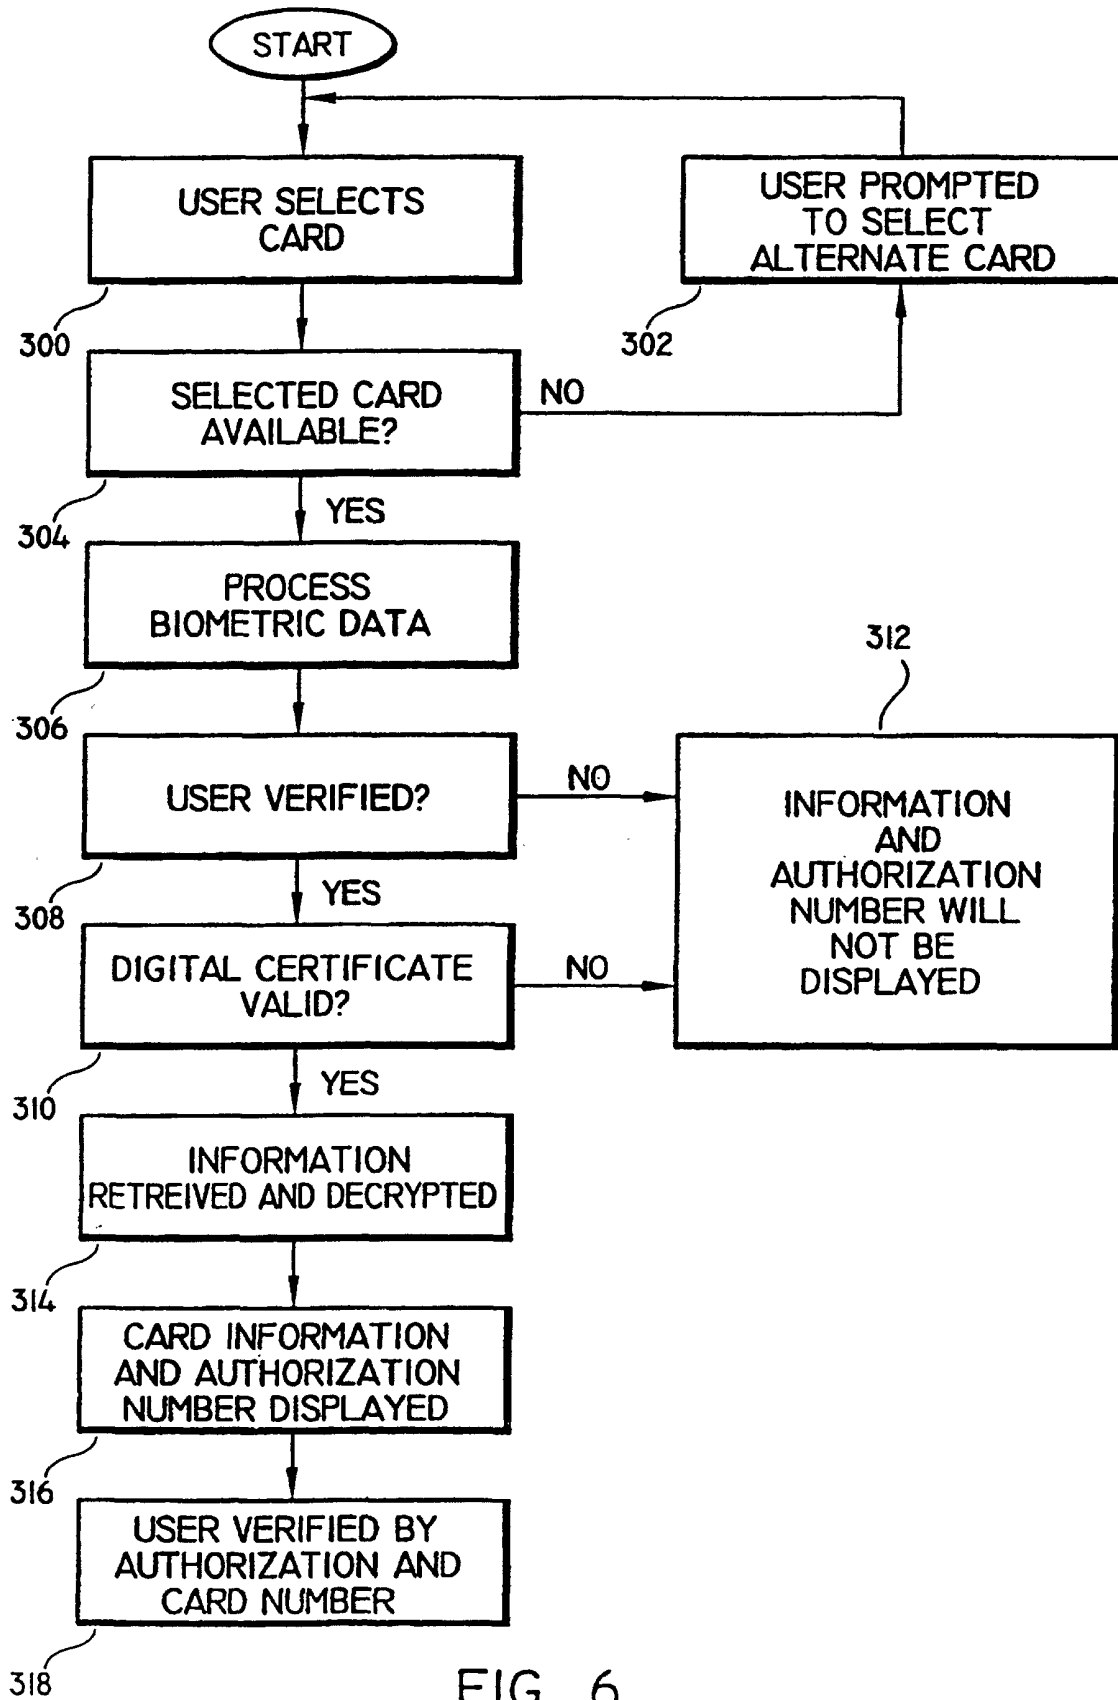 START
USER SELECTS
CARD
300
USER PROMPTED
TO SELECT
ALTERNATE CARD
302
SELECTED CARD
AVAILABLE?
NO
304
YES
PROCESS
BIOMETRIC DATA
306
312
USER VERIFIED?
NO
308
YES
INFORMATION
AND
AUTHORIZATION
NUMBER WILL
NOT BE
DISPLAYED
DIGITAL CERTIFICATE
VALID?
NO
310
YES
INFORMATION
RETREIVED AND DECRYPTED
314
CARD INFORMATION
AND AUTHORIZATION
NUMBER DISPLAYED
316
USER VERIFIED BY
AUTHORIZATION AND
CARD NUMBER
318
FIG. 6